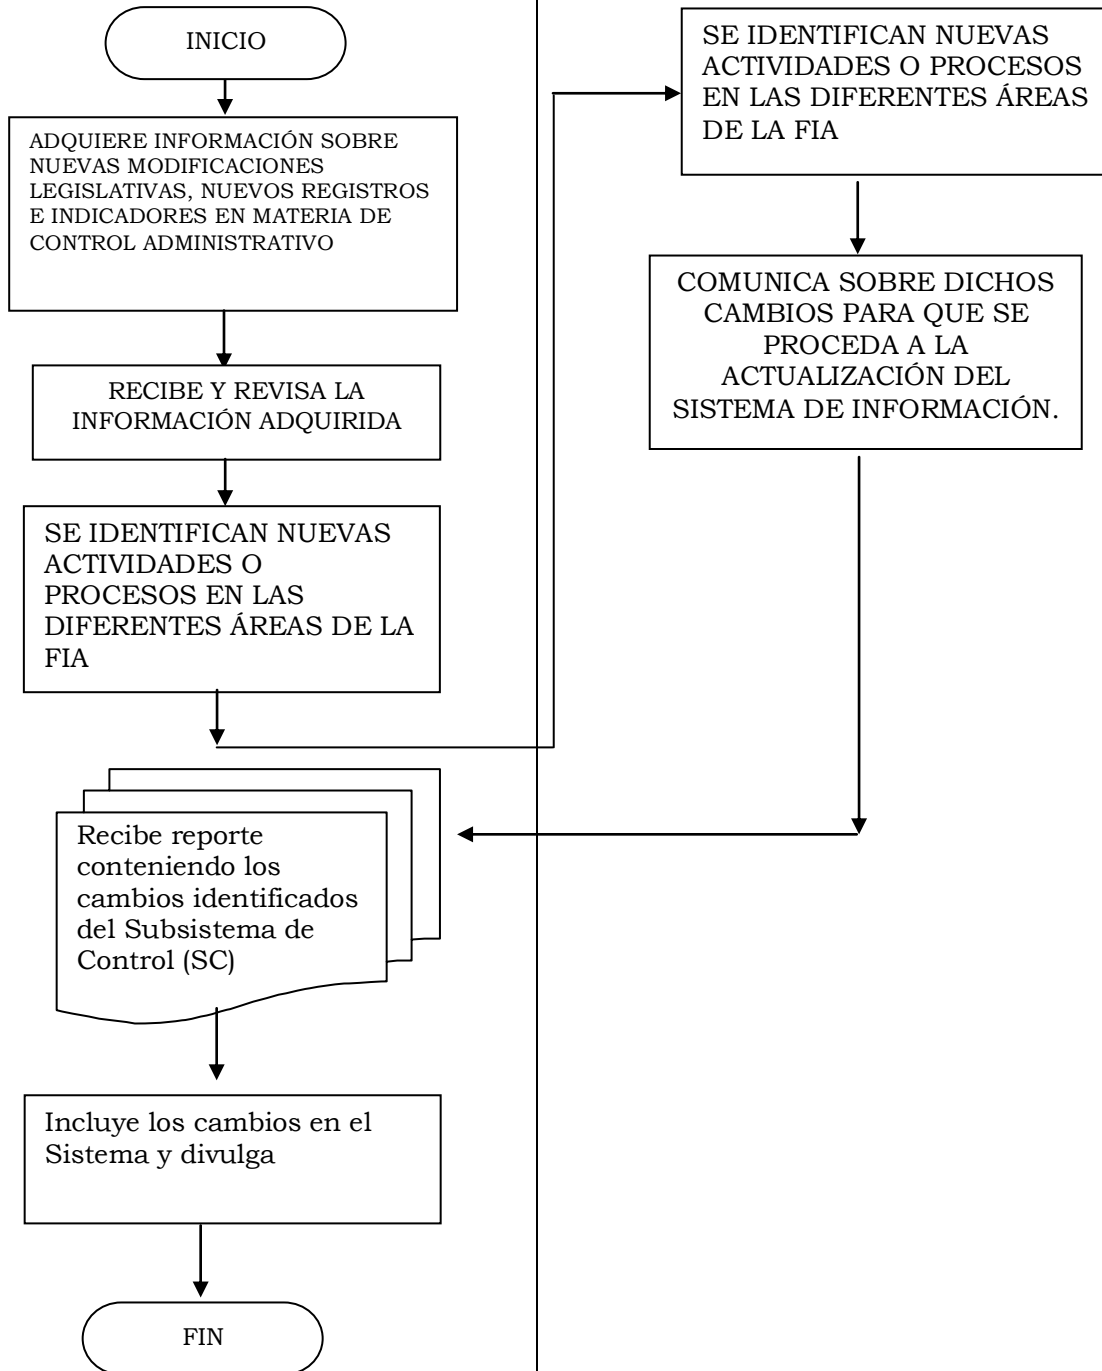 INICIO
ADQUIERE INFORMACIÓN SOBRE
NUEVAS MODIFICACIONES
LEGISLATIVAS, NUEVOS REGISTROS
E INDICADORES EN MATERIA DE
CONTROL ADMINISTRATIVO
RECIBE Y REVISA LA
INFORMACIÓN ADQUIRIDA
SE IDENTIFICAN NUEVAS
ACTIVIDADES O
PROCESOS EN LAS
DIFERENTES ÁREAS DE LA
FIA
SE IDENTIFICAN NUEVAS
ACTIVIDADES O PROCESOS
EN LAS DIFERENTES ÁREAS
DE LA FIA
COMUNICA SOBRE DICHOS
CAMBIOS PARA QUE SE
PROCEDA A LA
ACTUALIZACIÓN DEL
SISTEMA DE INFORMACIÓN.
Recibe reporte
conteniendo los
cambios identificados
del Subsistema de
Control (SC)
Incluye los cambios en el
Sistema y divulga
FIN